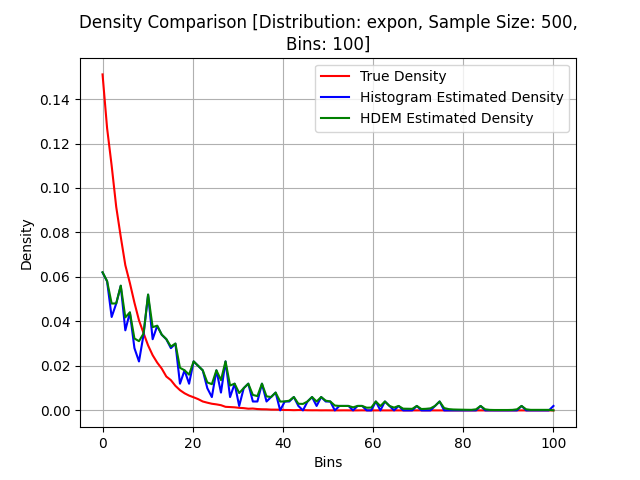 Density Comparison [Distribution: expon, Sample Size: 500,
Bins: 100]
True Density
Histogram Estimated Density
HDEM Estimated Density
Density
0.14
0.12
0.10
0.08
0.06
0.04
0.02
0.00
0 20 40 60 80 100
Bins